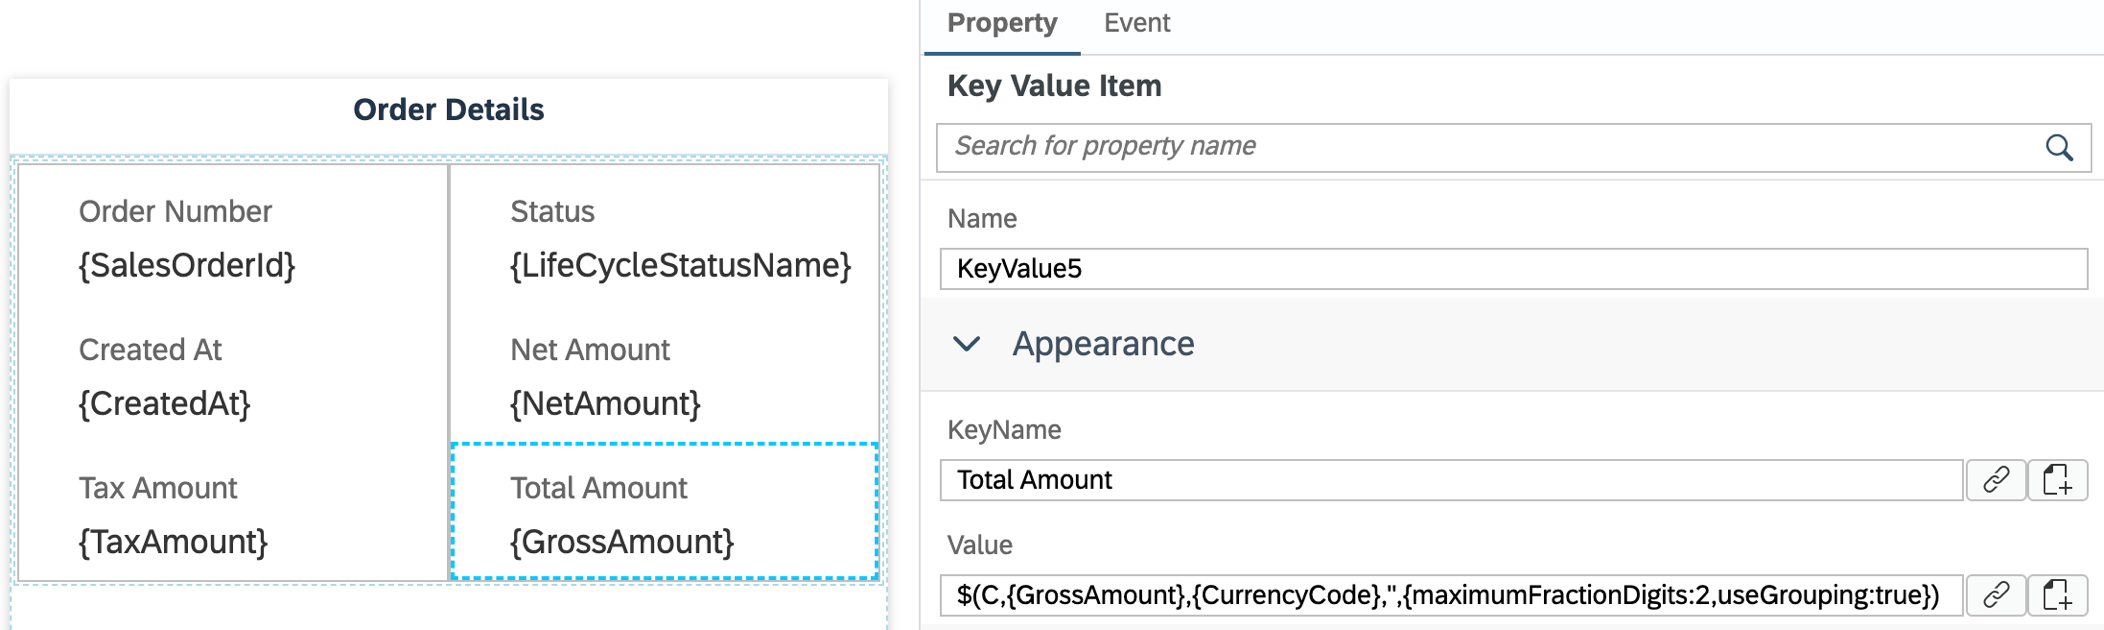 Order Details
Order Number
{SalesOrderId}
Status
{LifeCycleStatusName}
Created At
{CreatedAt}
Net Amount
{NetAmount}
Tax Amount
{TaxAmount}
Total Amount
{GrossAmount}
Property Event
Key Value Item
Search for property name
Name
KeyValue5
Appearance
KeyName
Total Amount
Value
$(C,{GrossAmount},{CurrencyCode},'',{maximumFractionDigits:2,useGrouping:true})